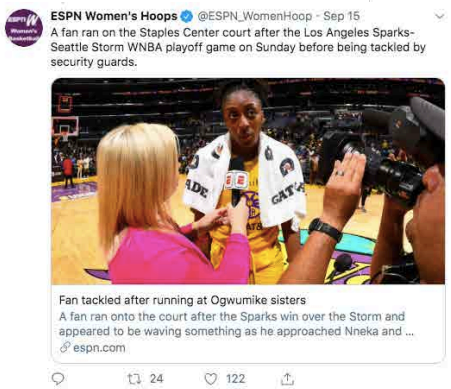 ESPN Women's Hoops @ESPN_WomenHoop · Sep 15
A fan ran on the Staples Center court after the Los Angeles Sparks-
Seattle Storm WNBA playoff game on Sunday before being tackled by
security guards.
ADE
GAT
Fan tackled after running at Ogwumike sisters
A fan ran onto the court after the Sparks win over the Storm and
appeared to be waving something as he approached Nneka and ...
espn.com
24
122